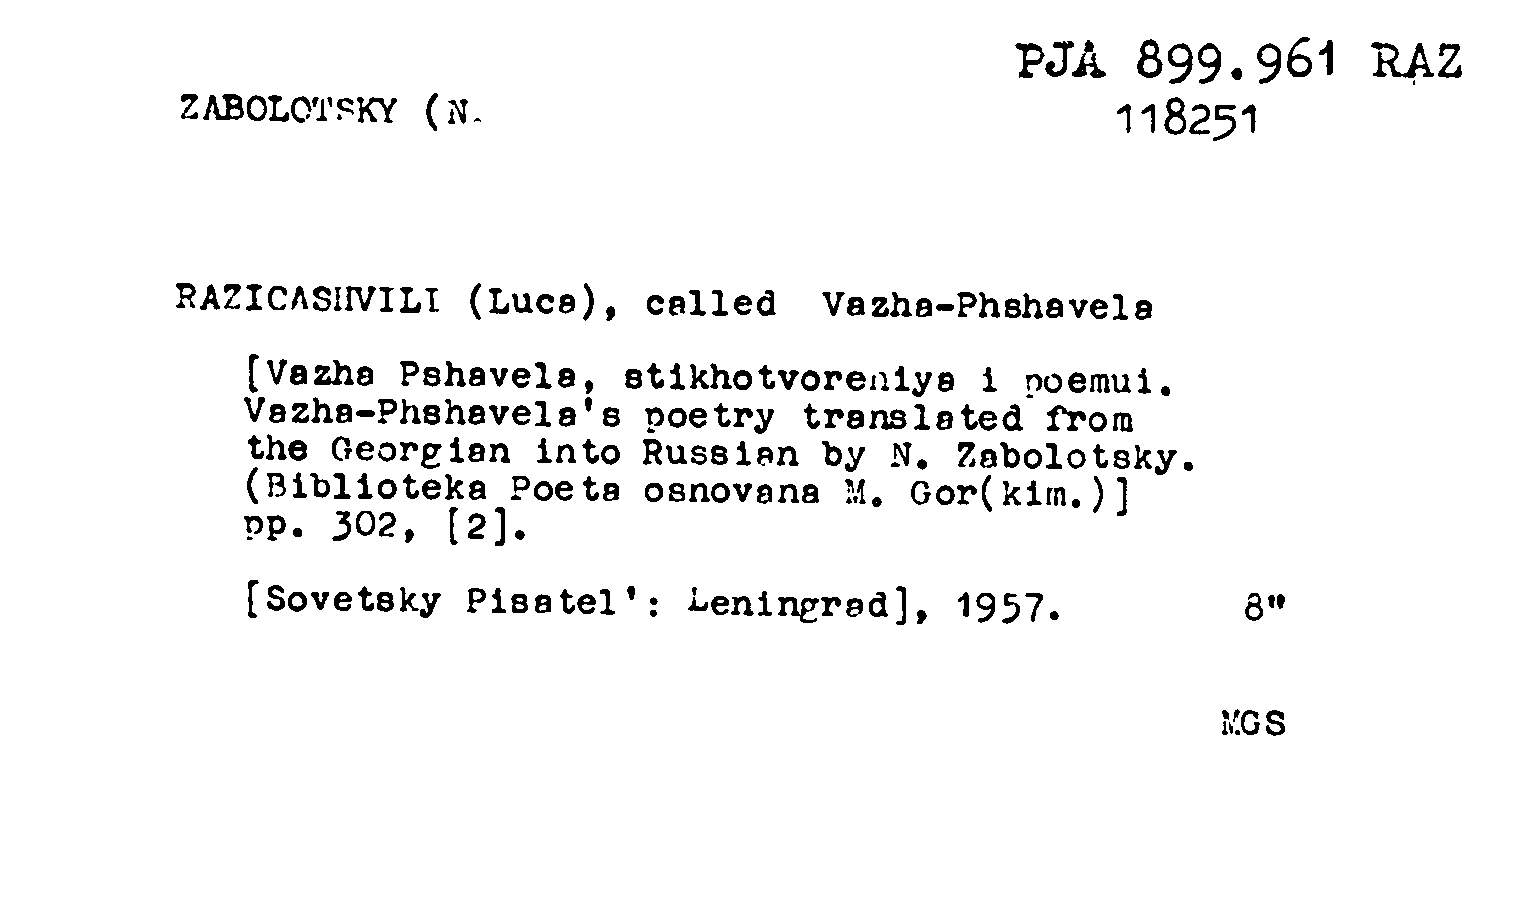 PJA 899.961 RAZ
ZABOLOTSKY (N.
118251
RAZICASHVILI (Luca), called Vazha-Phshavela
[Vazha Pshavela, stikhotvoreniya i poemui.
Vazha-Phshavela's poetry translated from
the Georgian into Russian by N. Zabolotsky.
(Biblioteka Poeta osnovana M. Gor(kim.)]
pp. 302, [2].
[Sovetsky Pisatel': Leningrad], 1957. 8"
MGS